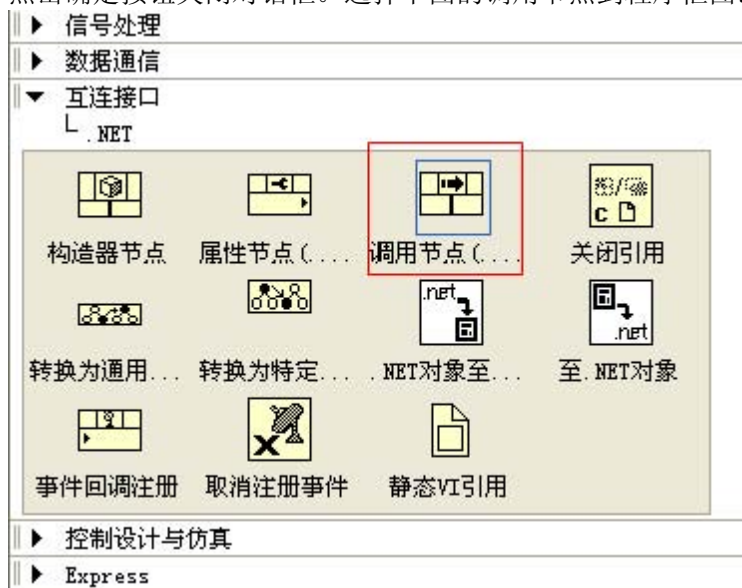 信号处理
数据通信
互连接口
.NET
构造器节点 属性节点(.... 调用节点(.... 关闭引用
C
转换为通用... 转换为特定... .NET对象至... 至.NET对象
.net
.net
事件回调注册 取消注册事件 静态VI引用
控制设计与仿真
Express